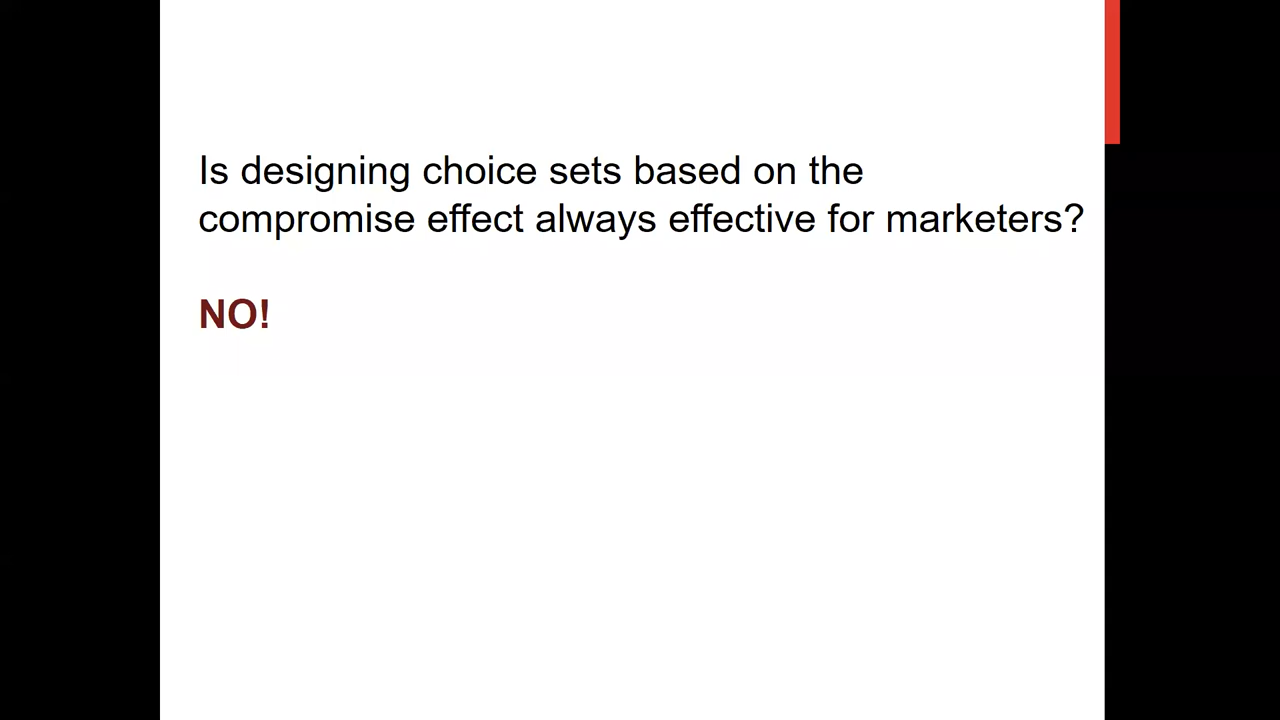 Is designing choice sets based on the
compromise effect always effective for marketers?
NO!